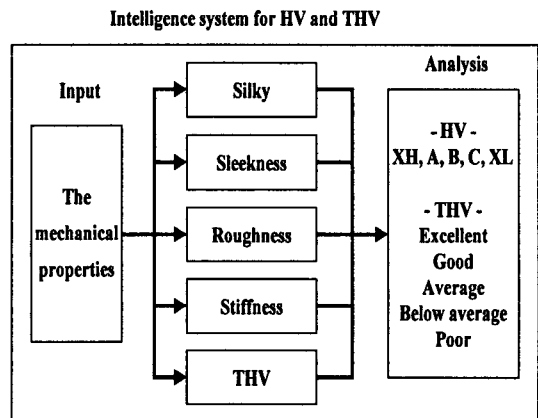 Intelligence system for HV and THV
Input
The
mechanical
properties
Silky
Sleekness
Roughness
Stiffness
THV
Analysis
- HV -
XH, A, B, C, XL
- THV -
Excellent
Good
Average
Below average
Poor